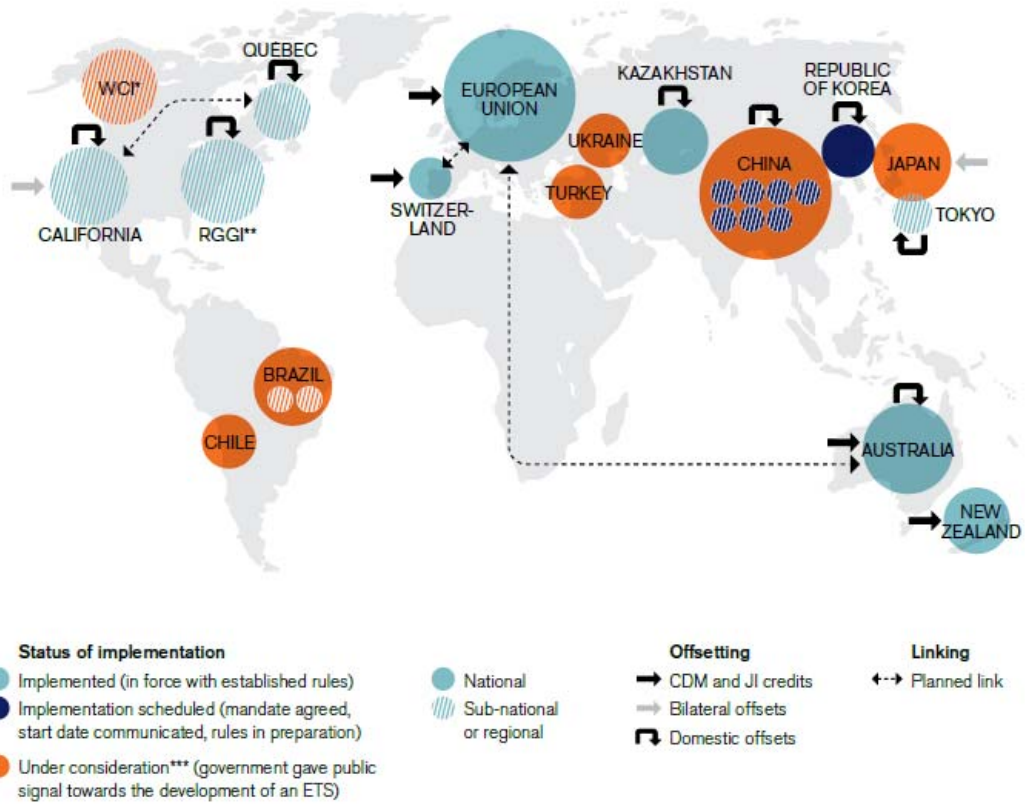 QUÉBEC
WCI*
CALIFORNIA
RGGI**
EUROPEAN
UNION
SWITZER-
LAND
UKRAINE
TURKEY
KAZAKHSTAN
CHINA
REPUBLIC
OF KOREA
JAPAN
TOKYO
BRAZIL
CHILE
AUSTRALIA
NEW
ZEALAND
Status of implementation
Implemented (in force with established rules)
Implementation scheduled (mandate agreed,
start date communicated, rules in preparation)
Under consideration*** (government gave public
signal towards the development of an ETS)
National
Sub-national
or regional
Offsetting
CDM and JI credits
Bilateral offsets
Domestic offsets
Linking
Planned link